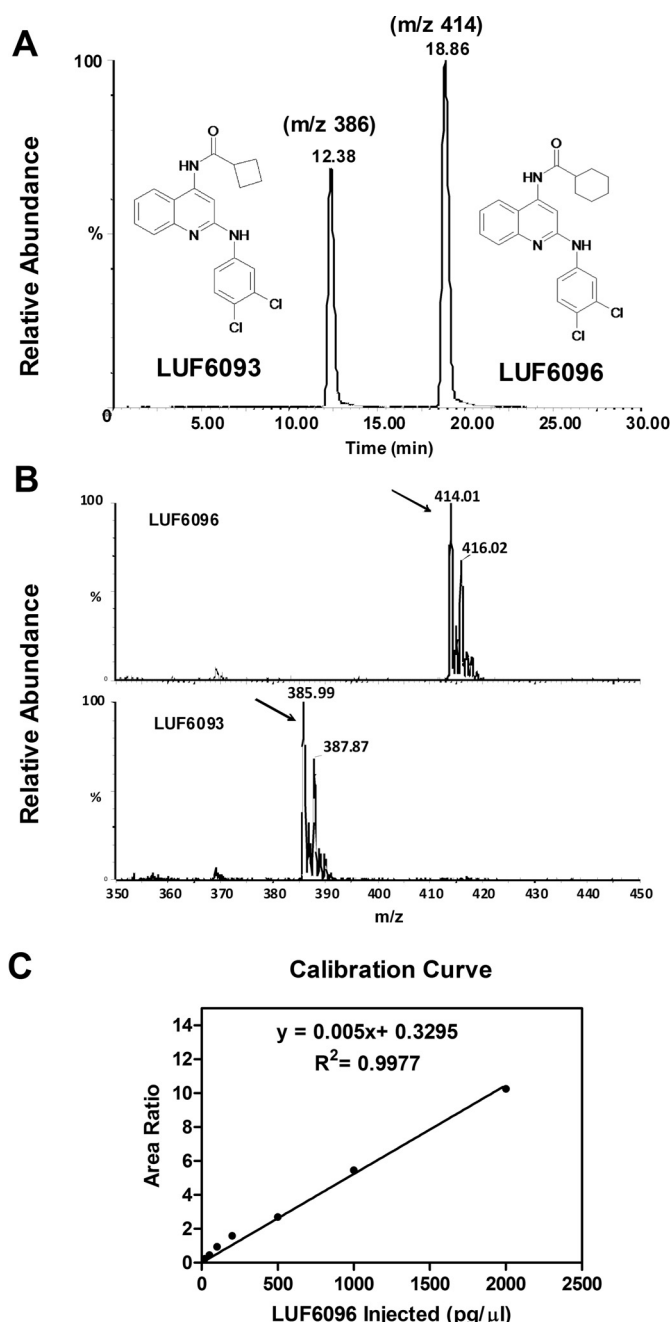 A
(m/z 414)
18.86
100
(m/z 386)
12.38
O
HN
N
NH
Cl
Cl
O
HN
N
NH
Cl
Cl
%
Relative Abundance
LUF6093
LUF6096
0
0
5.00
10.00
15.00
20.00
25.00
30.00
Time (min)
B
100
LUF6096
414.01
416.02
%
0
Relative Abundance
100
LUF6093
385.99
387.87
%
0
350 360 370 380 390 400 410 420 430 440 450
m/z
C
Calibration Curve
y = 0.005x+ 0.3295
R²= 0.9977
14
12
10
8
6
4
2
0
Area Ratio
0 500 1000 1500 2000 2500
LUF6096 Injected (pg/µl)